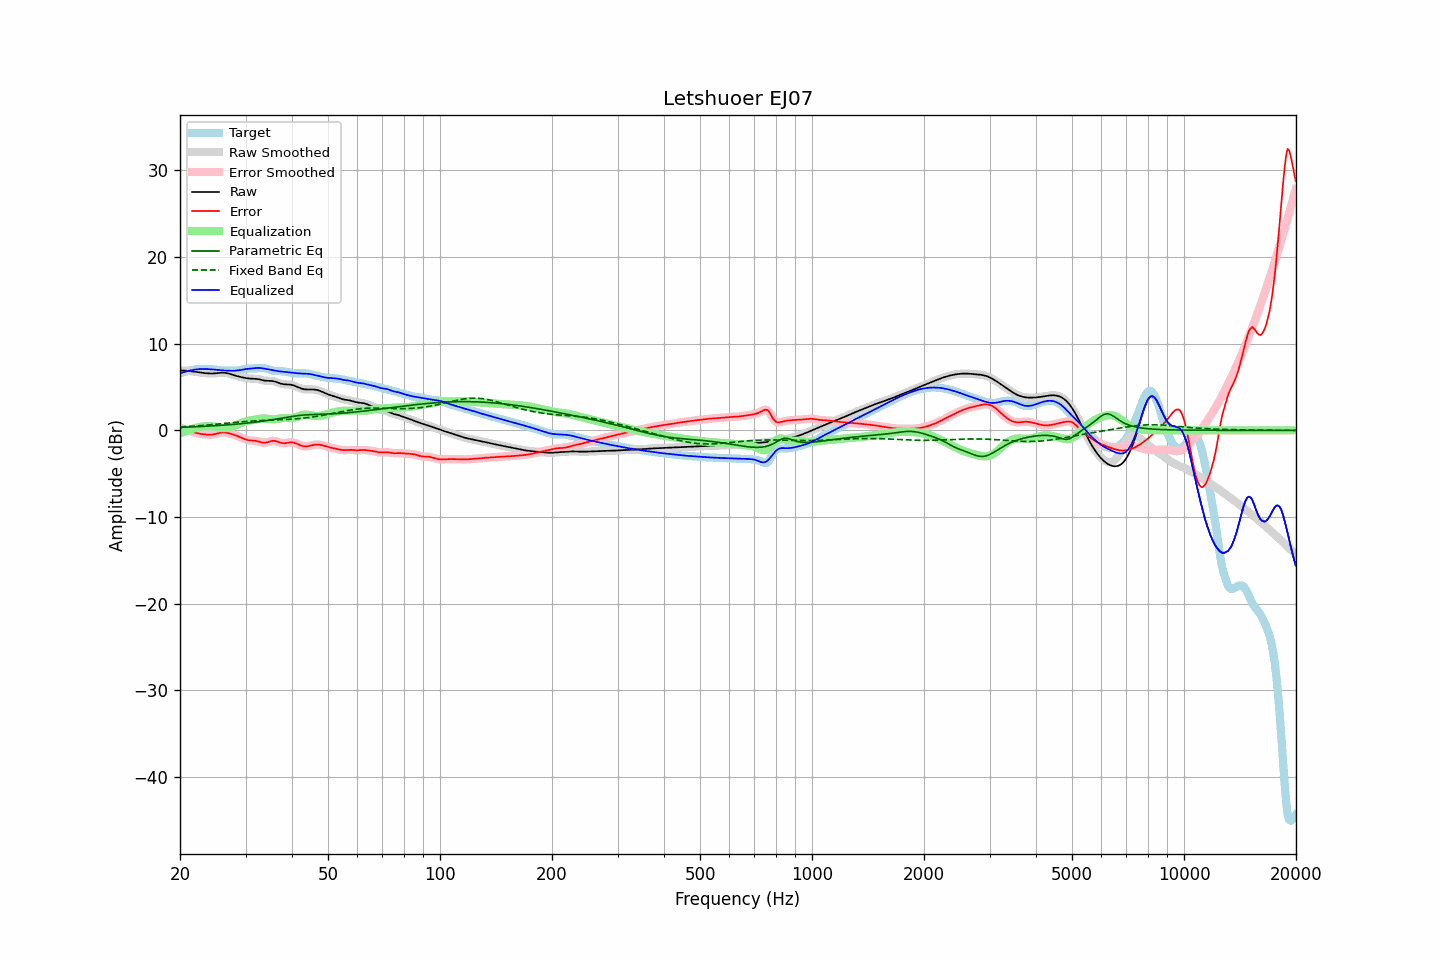 Letshuoer EJ07
Target
Raw Smoothed
Error Smoothed
Raw
Error
Equalization
Parametric Eq
Fixed Band Eq
Equalized
Amplitude (dBr)
30
20
10
0
−10
−20
−30
−40
20 50 100 200 500 1000 2000 5000 10000 20000
Frequency (Hz)